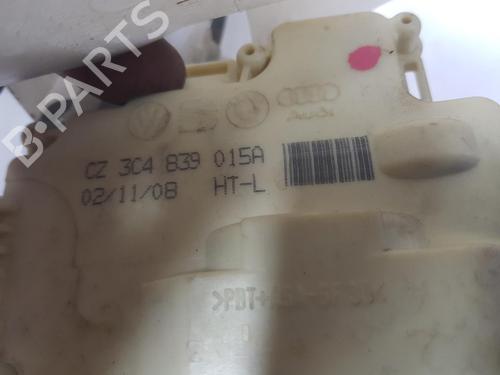 B-PARTS
Audi
CZ 3C4 839 015A
02/11/08 HT-L